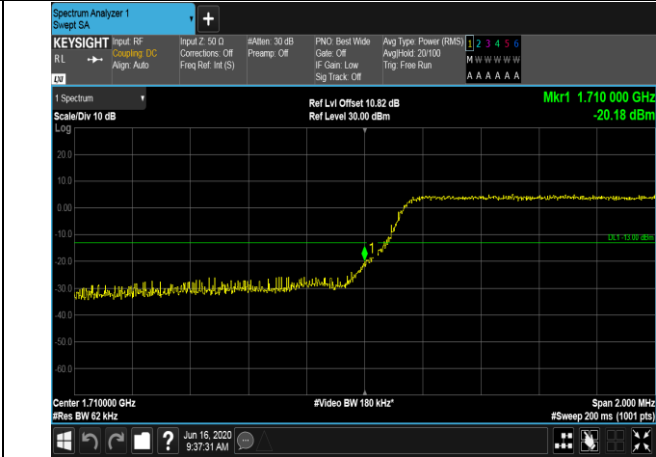 Spectrum Analyzer 1
Swept SA
+
KEYSIGHT
RL
LXI
Input: RF
Coupling: DC
Align: Auto
Input Z: 50 Ω
Corrections: Off
Freq Ref: Int (S)
#Atten: 30 dB
Preamp: Off
PNO: Best Wide
Gate: Off
IF Gain: Low
Sig Track: Off
Avg Type: Power (RMS)
Avg|Hold: 20/100
Trig: Free Run
1 2 3 4 5 6
M W W W W W
A A A A A A
1 Spectrum
Scale/Div 10 dB
Log
Ref Lvl Offset 10.82 dB
Ref Level 30.00 dBm
Mkr1 1.710 000 GHz
-20.18 dBm
20.0
10.0
0.00
-10.0
DL1 -13.00 dBm
1
-20.0
-30.0
-40.0
-50.0
-60.0
Center 1.710000 GHz
#Res BW 62 kHz
#Video BW 180 kHz*
Span 2.000 MHz
#Sweep 200 ms (1001 pts)
?
Jun 16, 2020
9:37:31 AM